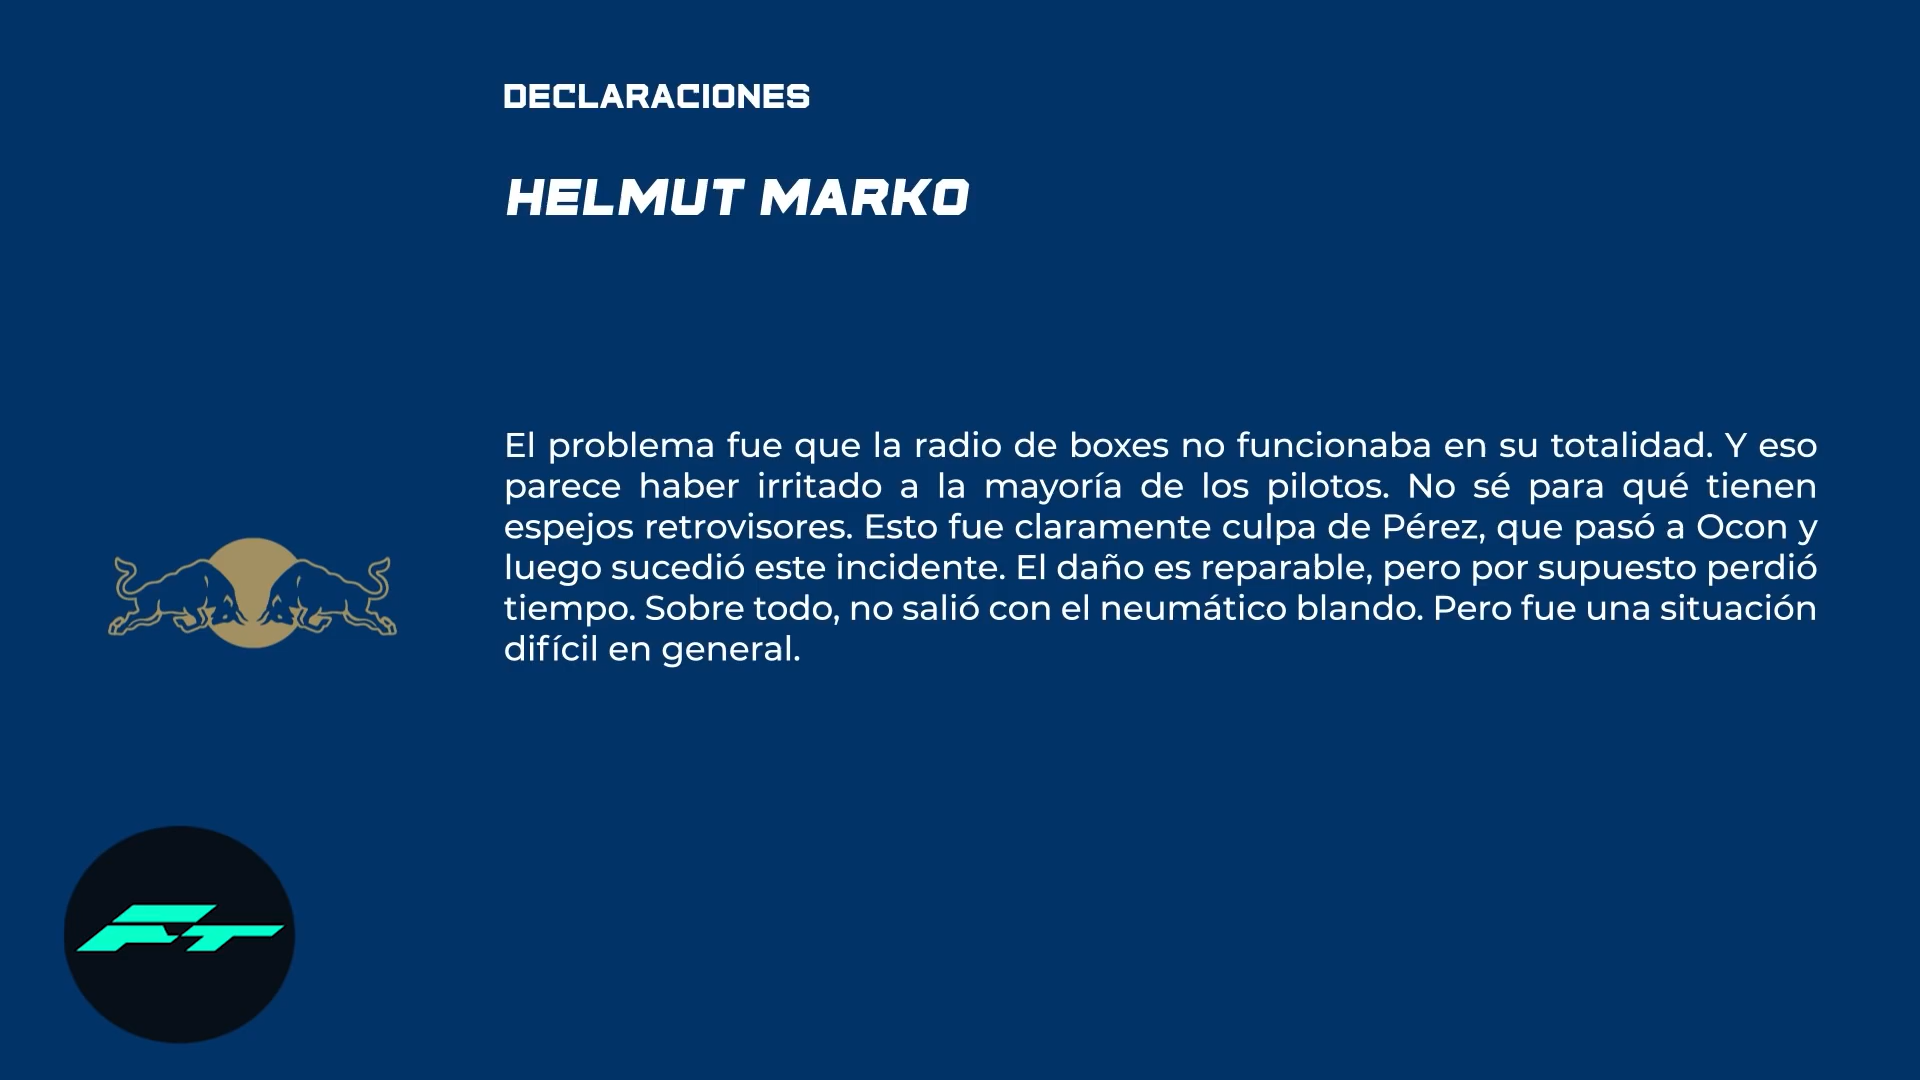 DECLARACIONES
HELMUT MARKO
El problema fue que la radio de boxes no funcionaba en su totalidad. Y eso
parece haber irritado a la mayoría de los pilotos. No sé para qué tienen
espejos retrovisores. Esto fue claramente culpa de Pérez, que pasó a Ocon y
luego sucedió este incidente. El daño es reparable, pero por supuesto perdió
tiempo. Sobre todo, no salió con el neumático blando. Pero fue una situación
difícil en general.
FT